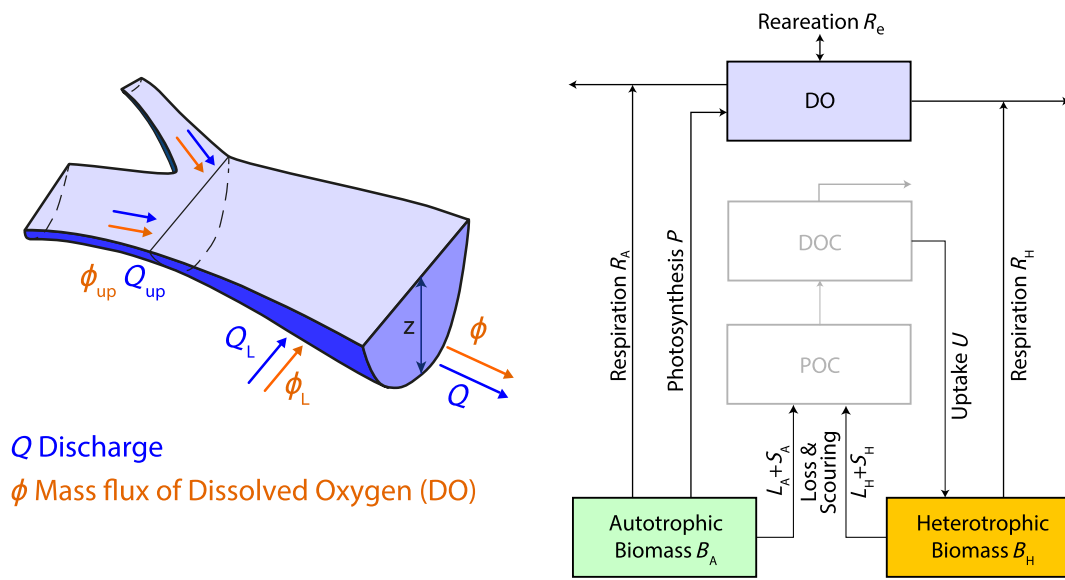 ϕup Qup
QL
ϕL
z
ϕ
Q
Q Discharge
ϕ Mass flux of Dissolved Oxygen (DO)
Reareation Re
DO
Respiration RA
Photosynthesis P
DOC
POC
Uptake U
Respiration RH
LA+SA
Loss &
Scouring
LH+SH
Autotrophic
Biomass BA
Heterotrophic
Biomass BH